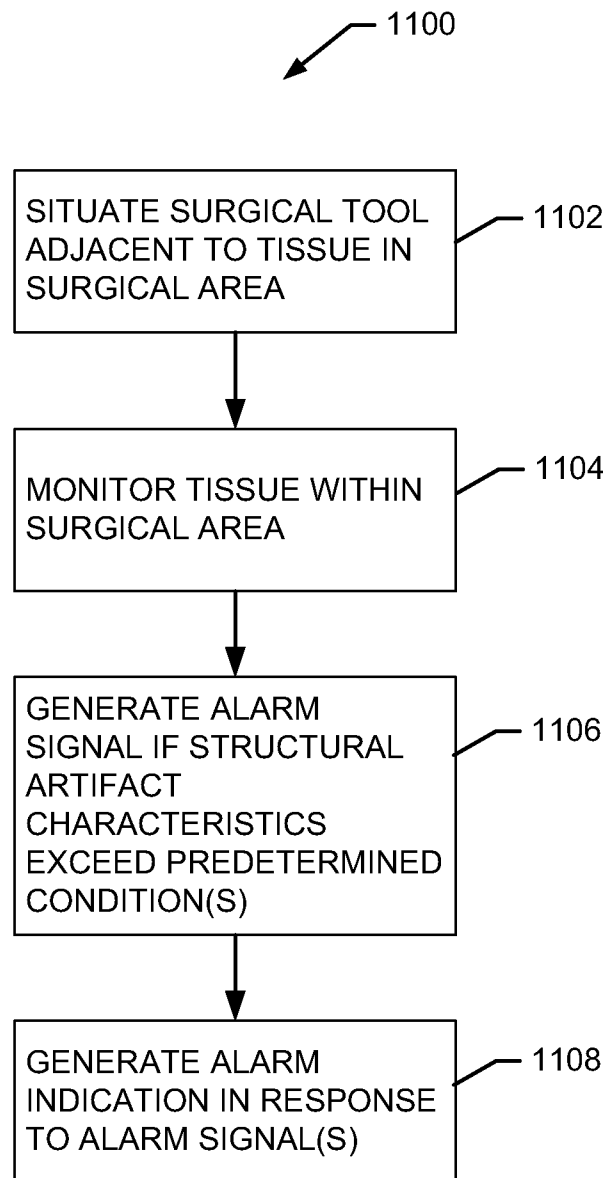 1100
SITUATE SURGICAL TOOL
ADJACENT TO TISSUE IN
SURGICAL AREA
1102
MONITOR TISSUE WITHIN
SURGICAL AREA
1104
GENERATE ALARM
SIGNAL IF STRUCTURAL
ARTIFACT
CHARACTERISTICS
EXCEED PREDETERMINED
CONDITION(S)
1106
GENERATE ALARM
INDICATION IN RESPONSE
TO ALARM SIGNAL(S)
1108